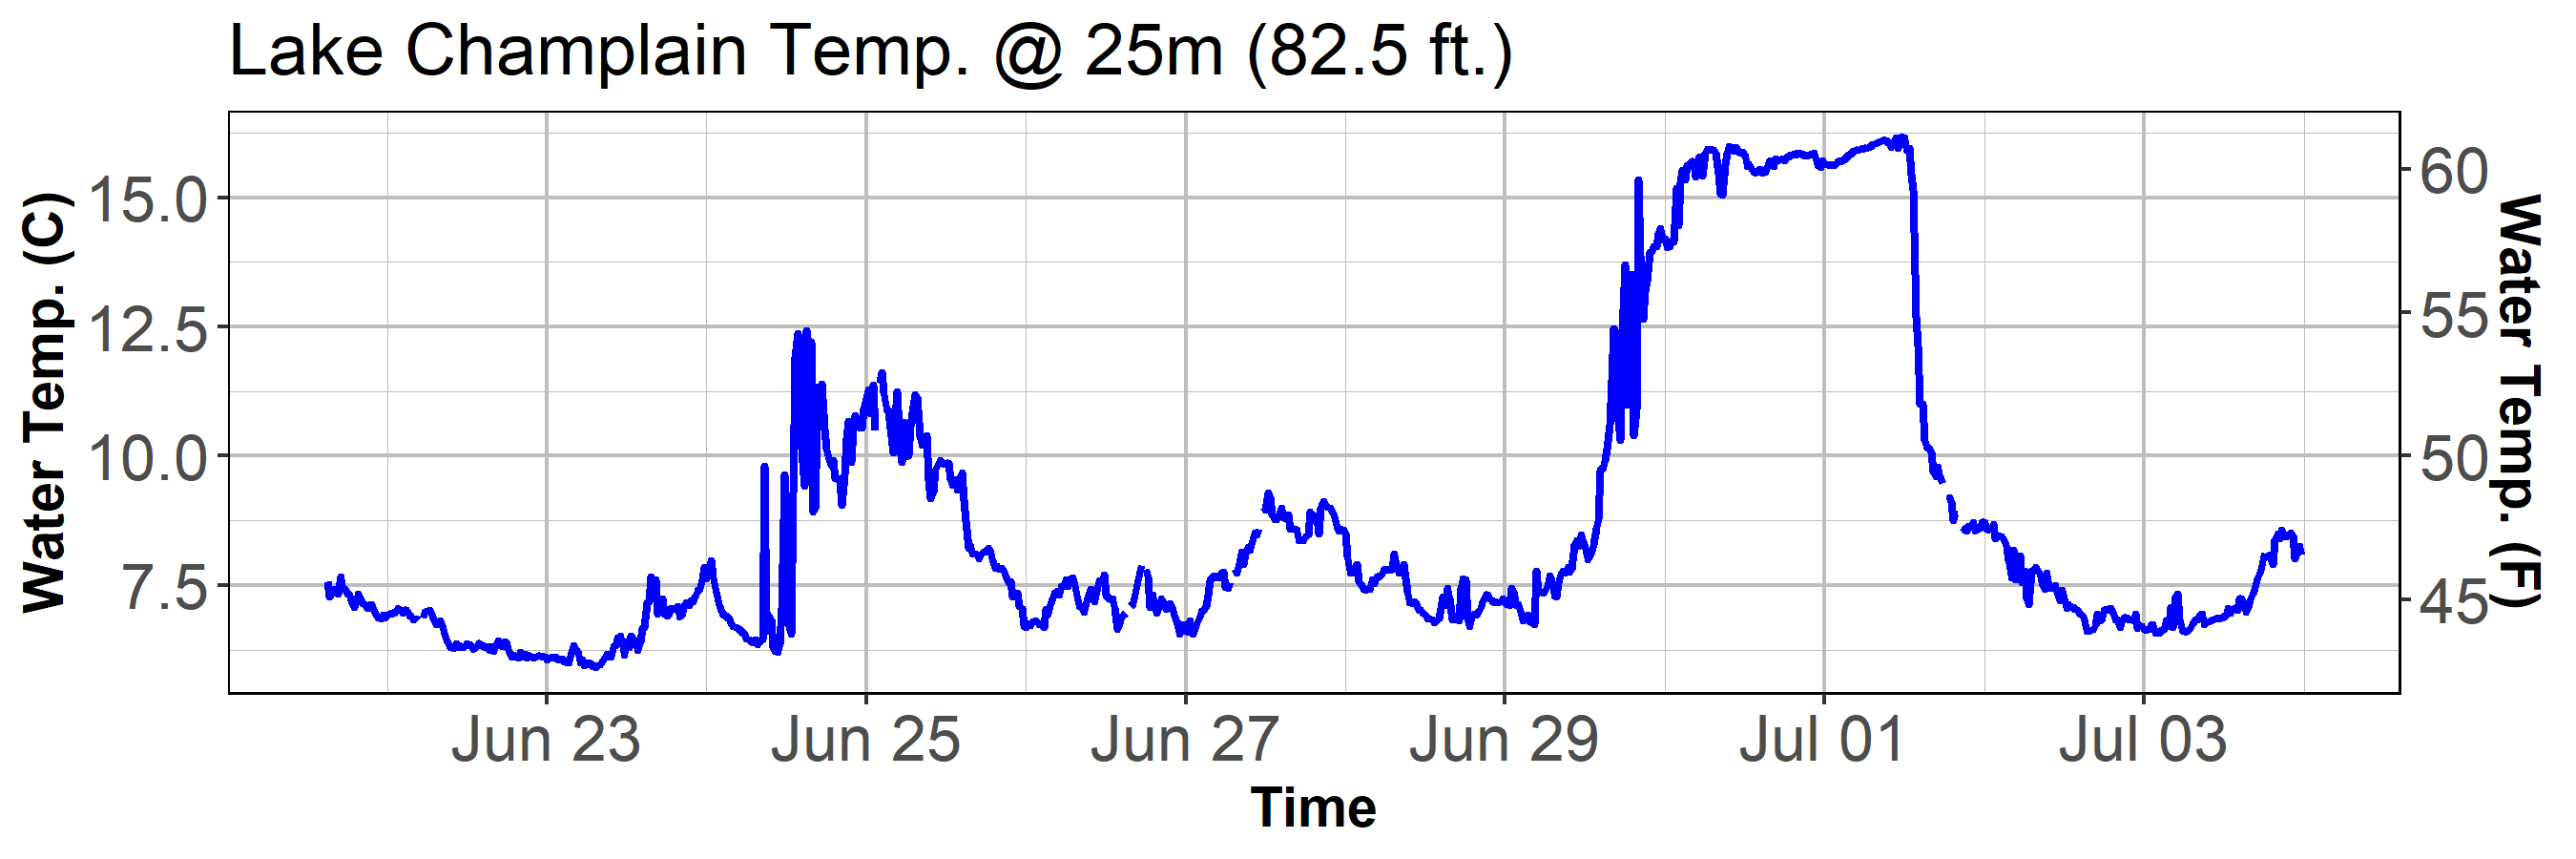 Lake Champlain Temp. @ 25m (82.5 ft.)
Water Temp. (C)
15.0
12.5
10.0
7.5
60
55
50
45
Water Temp. (F)
Jun 23
Jun 25
Jun 27
Jun 29
Jul 01
Jul 03
Time